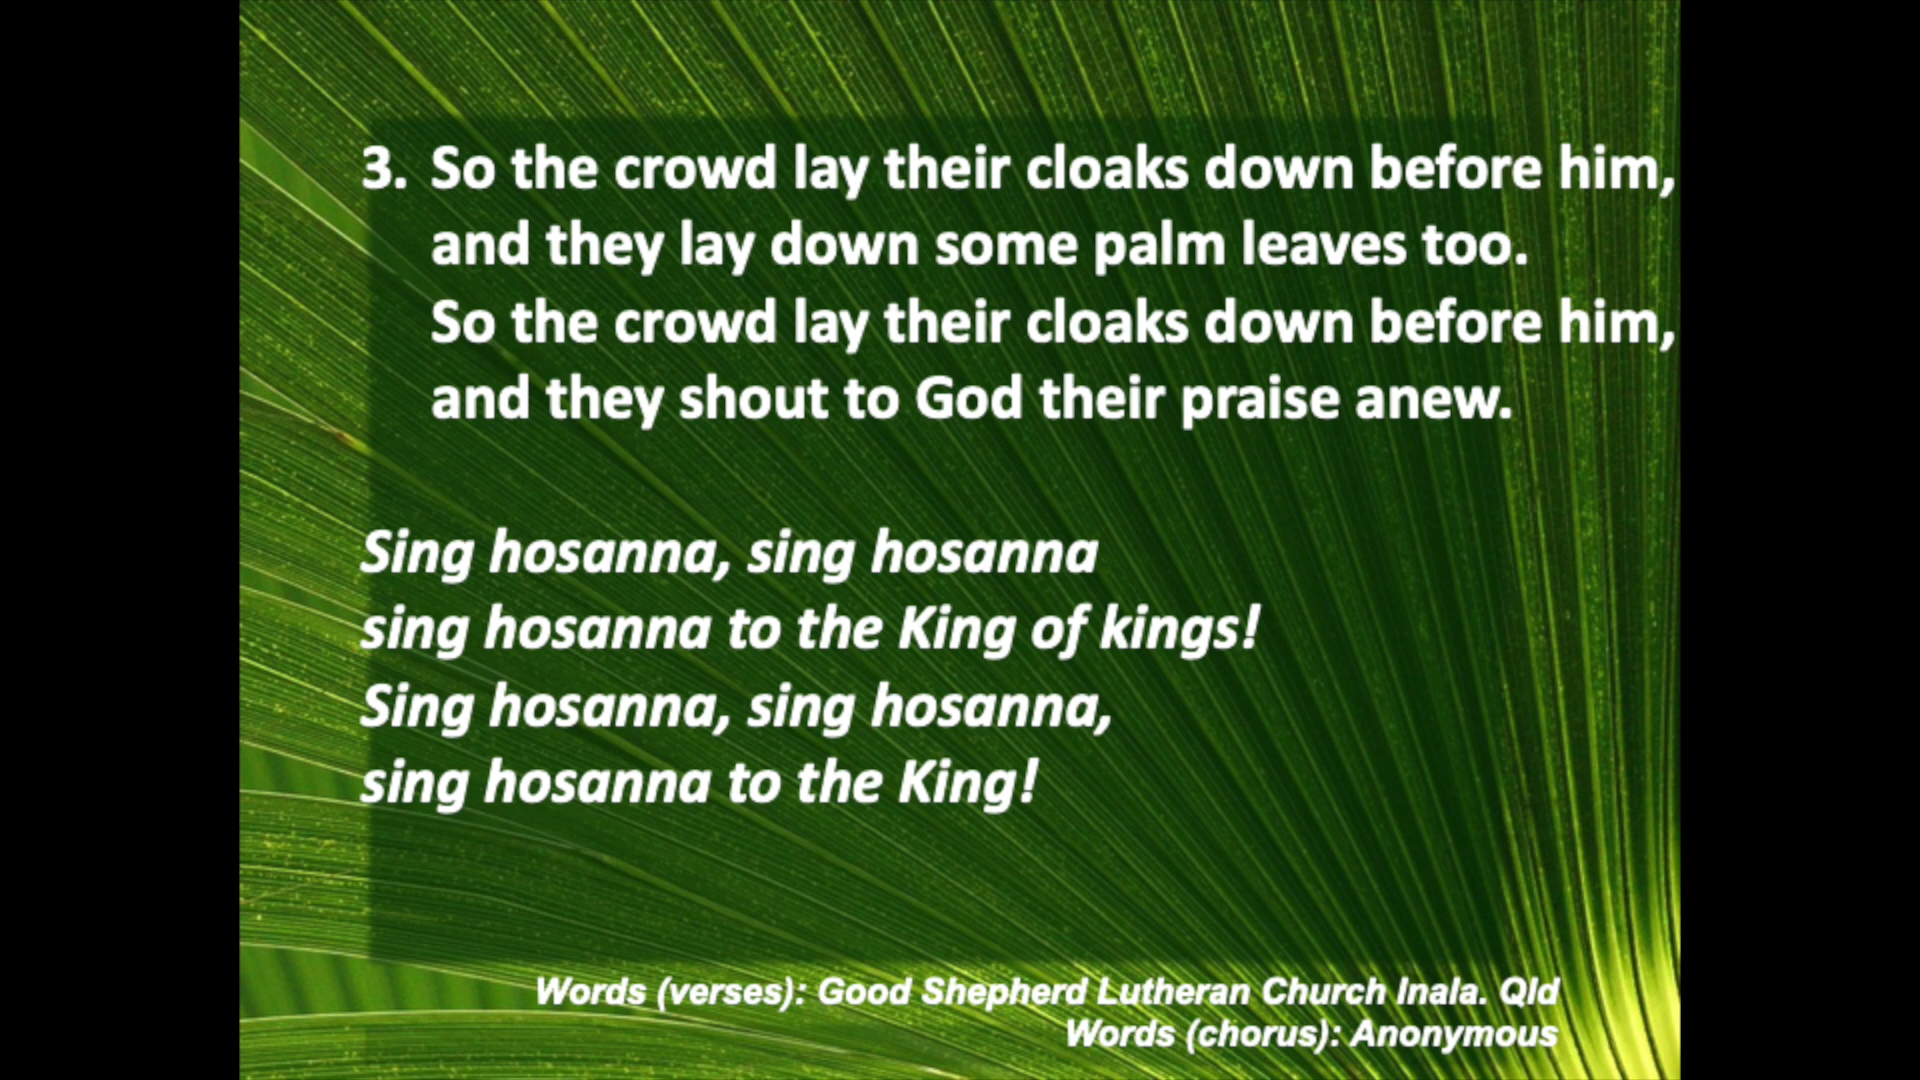 3. So the crowd lay their cloaks down before him,
and they lay down some palm leaves too.
So the crowd lay their cloaks down before him,
and they shout to God their praise anew.
Sing hosanna, sing hosanna
sing hosanna to the King of kings!
Sing hosanna, sing hosanna,
sing hosanna to the King!
Words (verses): Good Shepherd Lutheran Church Inala. Qld
Words (chorus): Anonymous